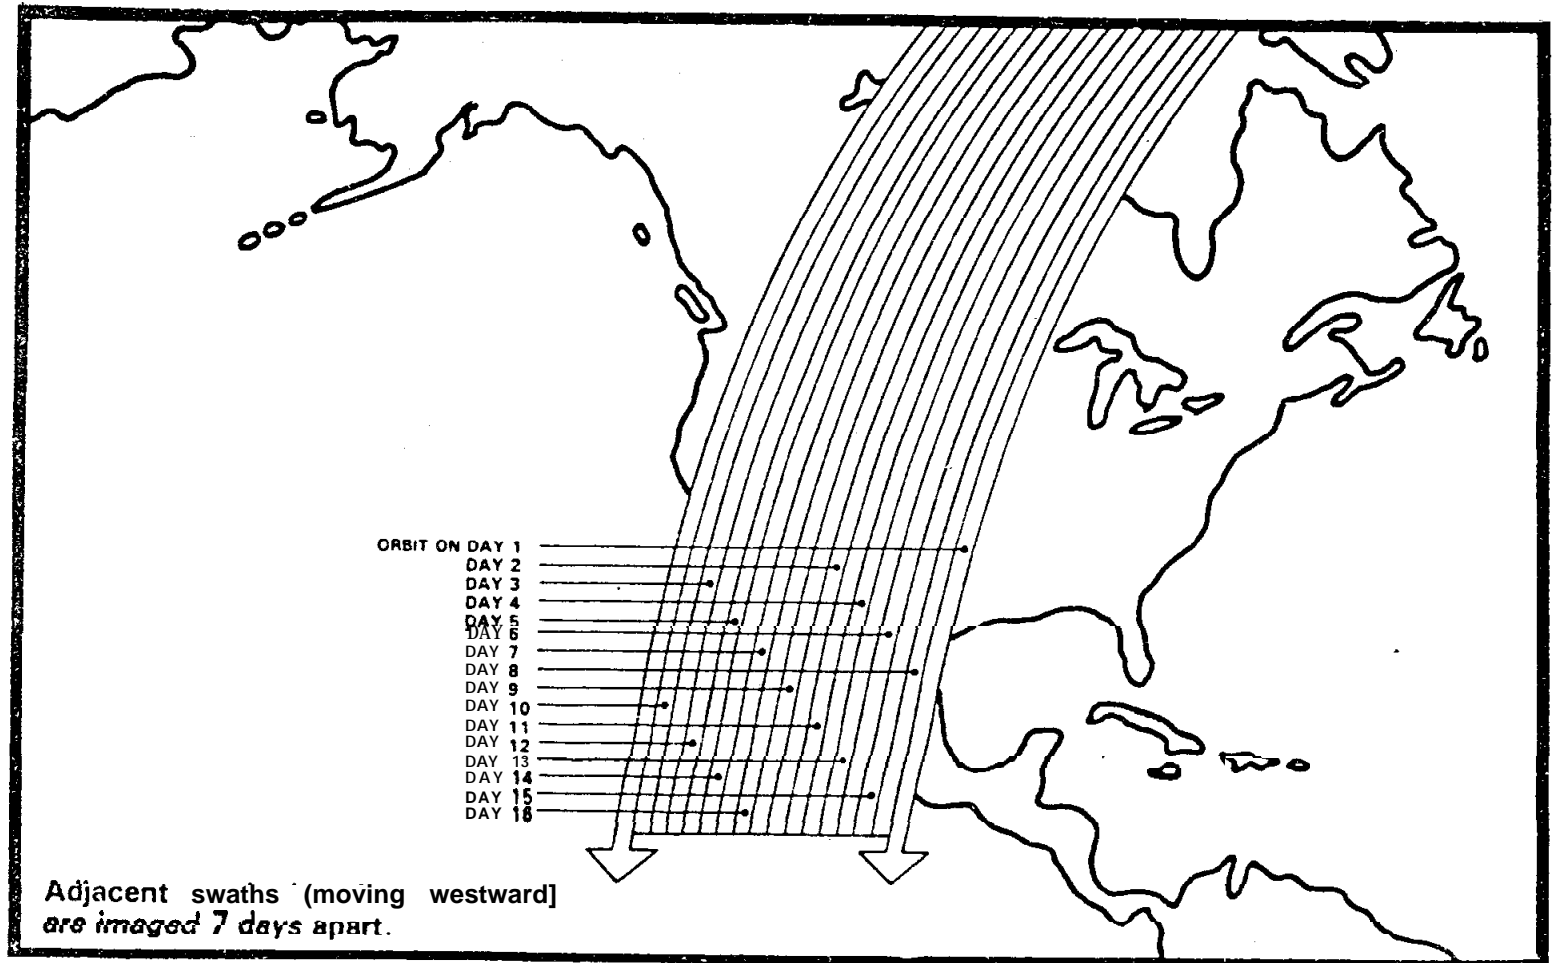 ORBIT ON DAY 1
DAY 2
DAY 3
DAY 4
DAY 5
DAY 6
DAY 7
DAY 8
DAY 9
DAY 10
DAY 11
DAY 12
DAY 13
DAY 14
DAY 15
DAY 16
Adjacent swaths (moving westward]
are imaged 7 days apart.